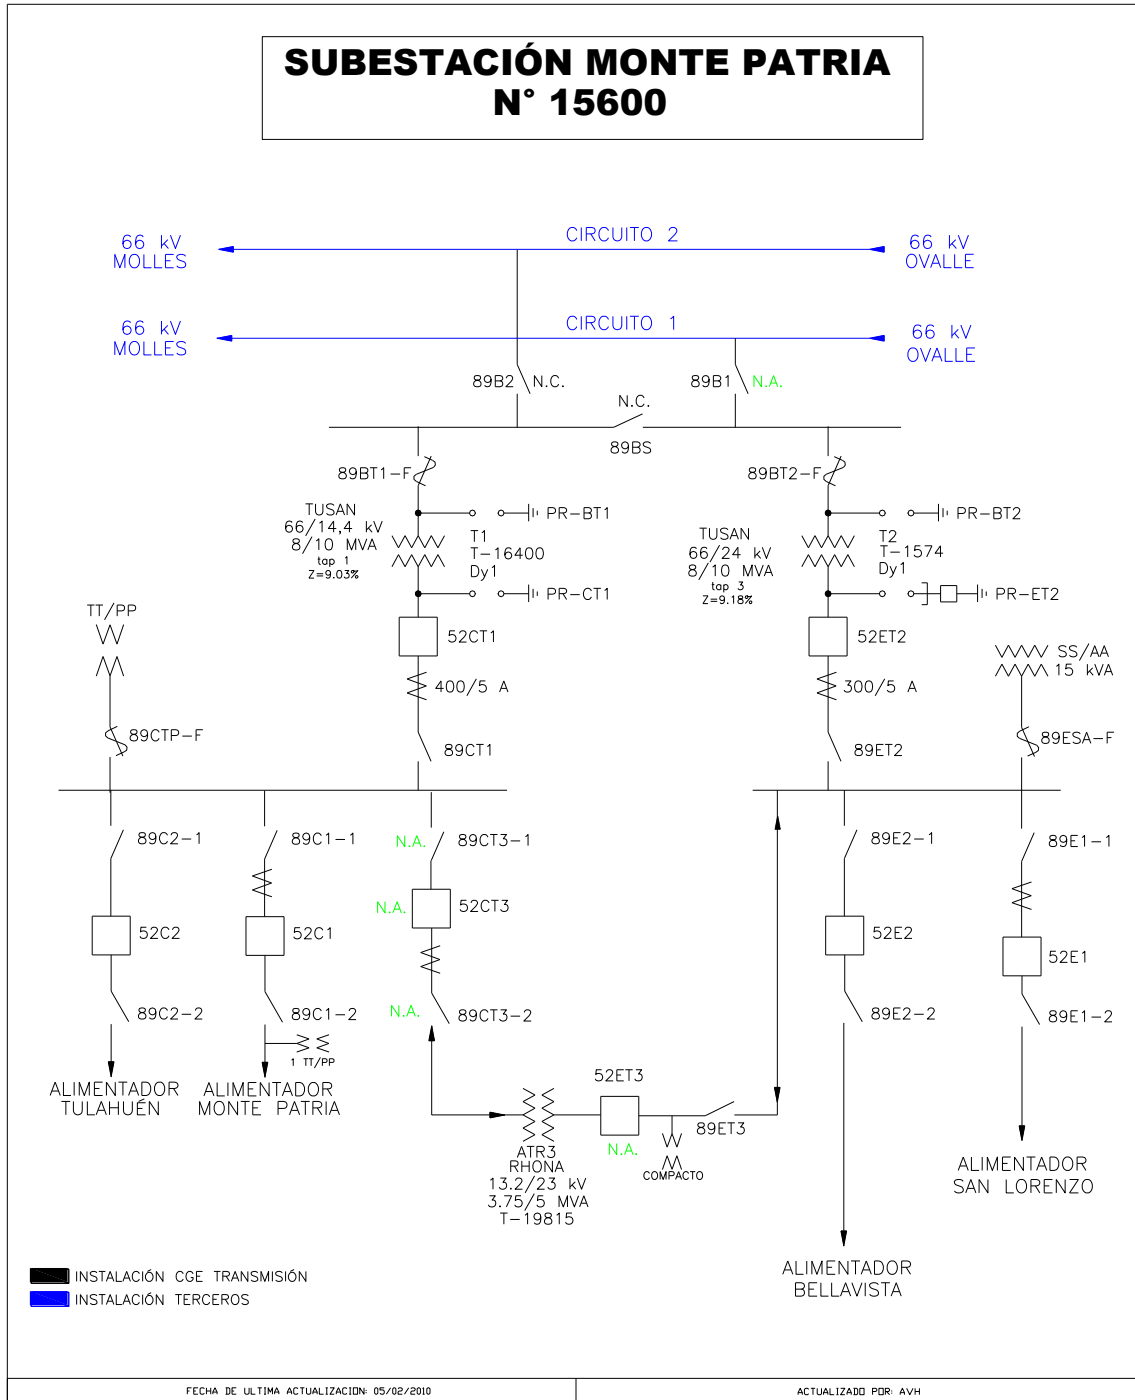 SUBESTACIÓN MONTE PATRIA
N° 15600
66 kV
MOLLES
CIRCUITO 2
66 kV
OVALLE
66 kV
MOLLES
CIRCUITO 1
66 kV
OVALLE
89B2
N.C.
89B1
N.A.
N.C.
89BS
89BT1-F
89BT2-F
TUSAN
66/14,4 kV
8/10 MVA
tap 1
Z=9.03%
PR-BT1
T1
T-16400
Dy1
PR-CT1
TUSAN
66/24 kV
8/10 MVA
tap 3
Z=9.18%
PR-BT2
T2
T-1574
Dy1
PR-ET2
TT/PP
52CT1
52ET2
SS/AA
15 kVA
400/5 A
300/5 A
89CTP-F
89CT1
89ET2
89ESA-F
89C2-1
89C1-1
N.A.
89CT3-1
89E2-1
89E1-1
N.A.
52CT3
52C2
52C1
52E2
52E1
89C2-2
89C1-2
N.A.
89CT3-2
89E2-2
89E1-2
1 TT/PP
ALIMENTADOR
TULAHUÉN
ALIMENTADOR
MONTE PATRIA
52ET3
N.A.
89ET3
COMPACTO
ATR3
RHONA
13.2/23 kV
3.75/5 MVA
T-19815
ALIMENTADOR
SAN LORENZO
ALIMENTADOR
BELLAVISTA
INSTALACIÓN CGE TRANSMISIÓN
INSTALACIÓN TERCEROS
FECHA DE ULTIMA ACTUALIZACION: 05/02/2010
ACTUALIZADO POR: AVH